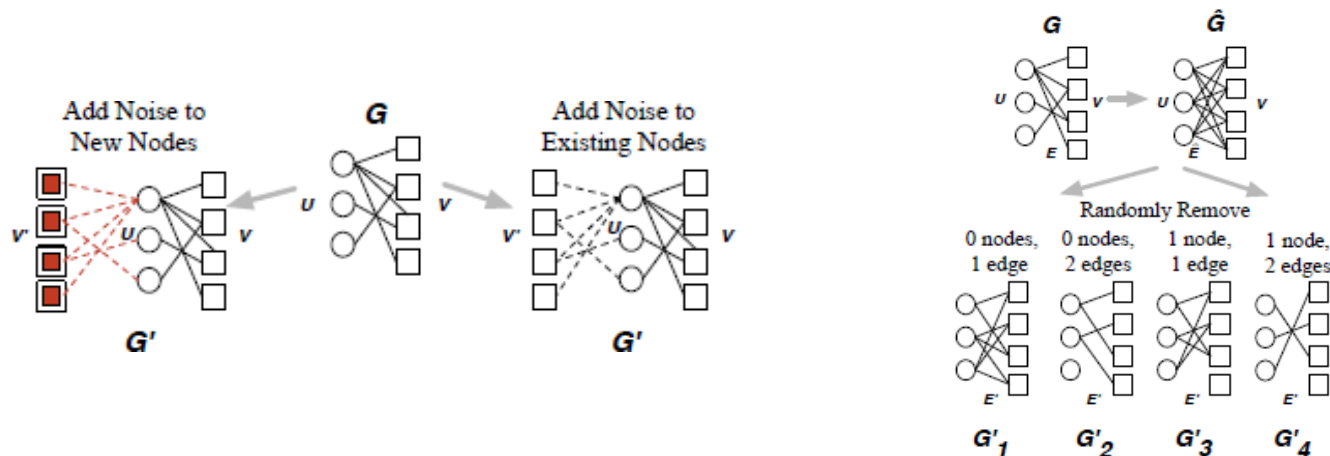 Add Noise to
New Nodes
V'
U
V
G'
G
U
V
Add Noise to
Existing Nodes
V'
U
V
G'
G
Ĝ
U
V
E
U
V
Ê
Randomly Remove
0 nodes,
1 edge
0 nodes,
2 edges
1 node,
1 edge
1 node,
2 edges
E'
E'
E'
E'
G'1
G'2
G'3
G'4